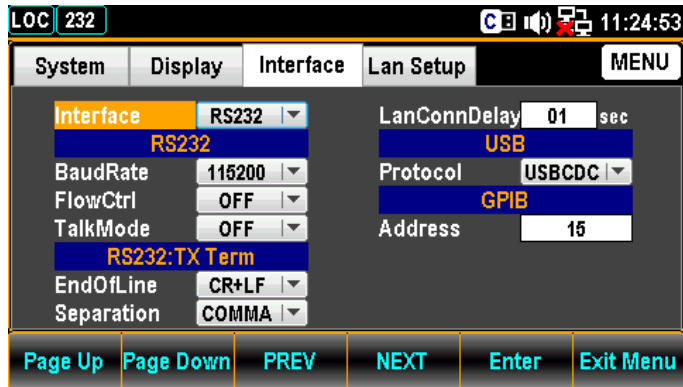 LOC 232 C E 11:24:53
System Display Interface Lan Setup MENU
Interface RS232
RS232
BaudRate 115200
FlowCtrl OFF
TalkMode OFF
RS232:TX Term
EndOfLine CR+LF
Separation COMMA
LanConnDelay 01 sec
USB
Protocol USBCDC
GPIB
Address 15
Page Up Page Down PREV NEXT Enter Exit Menu